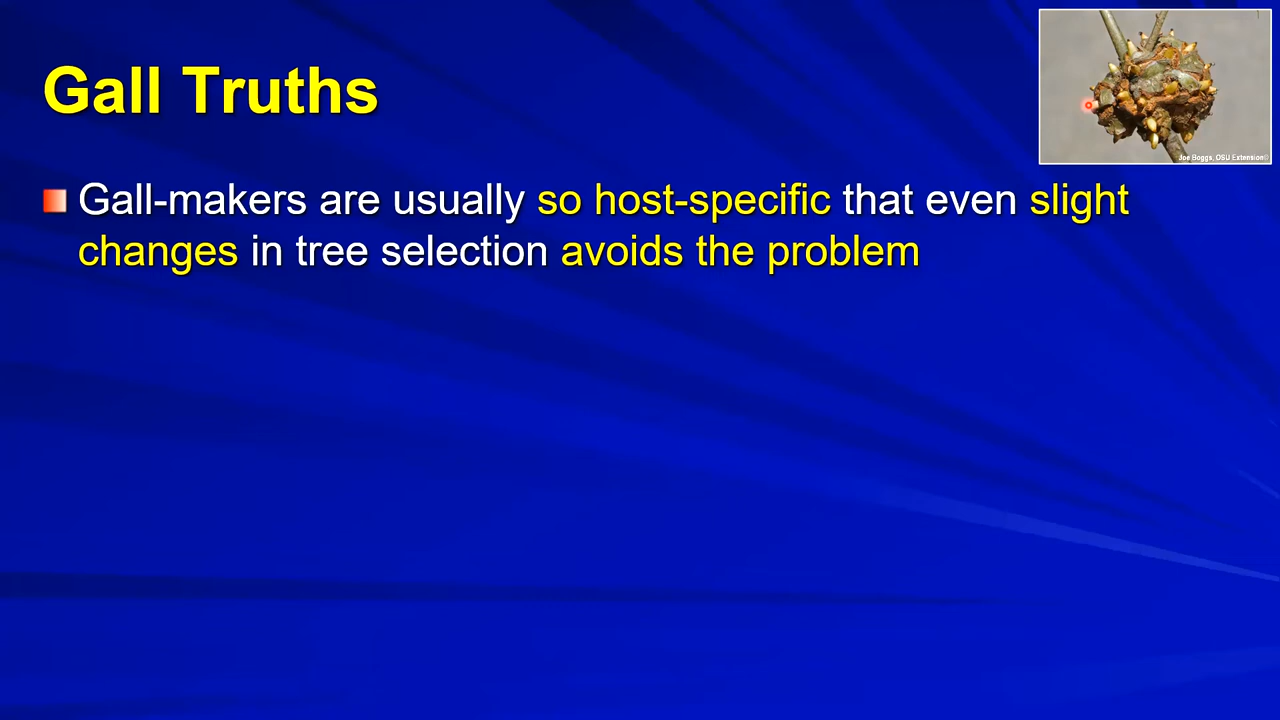 Gall Truths
Gall-makers are usually so host-specific that even slight
changes in tree selection avoids the problem
Joe Boggs, OSU Extension©